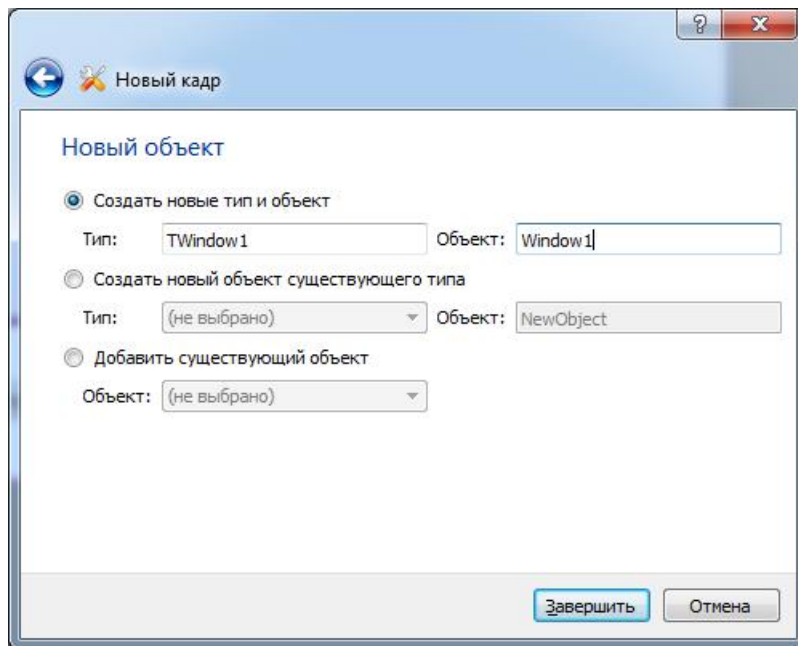 Новый кадр
Новый объект
Создать новые тип и объект
Тип: TWindow1 Объект: Window1
Создать новый объект существующего типа
Тип: (не выбрано) Объект: NewObject
Добавить существующий объект
Объект: (не выбрано)
Завершить Отмена